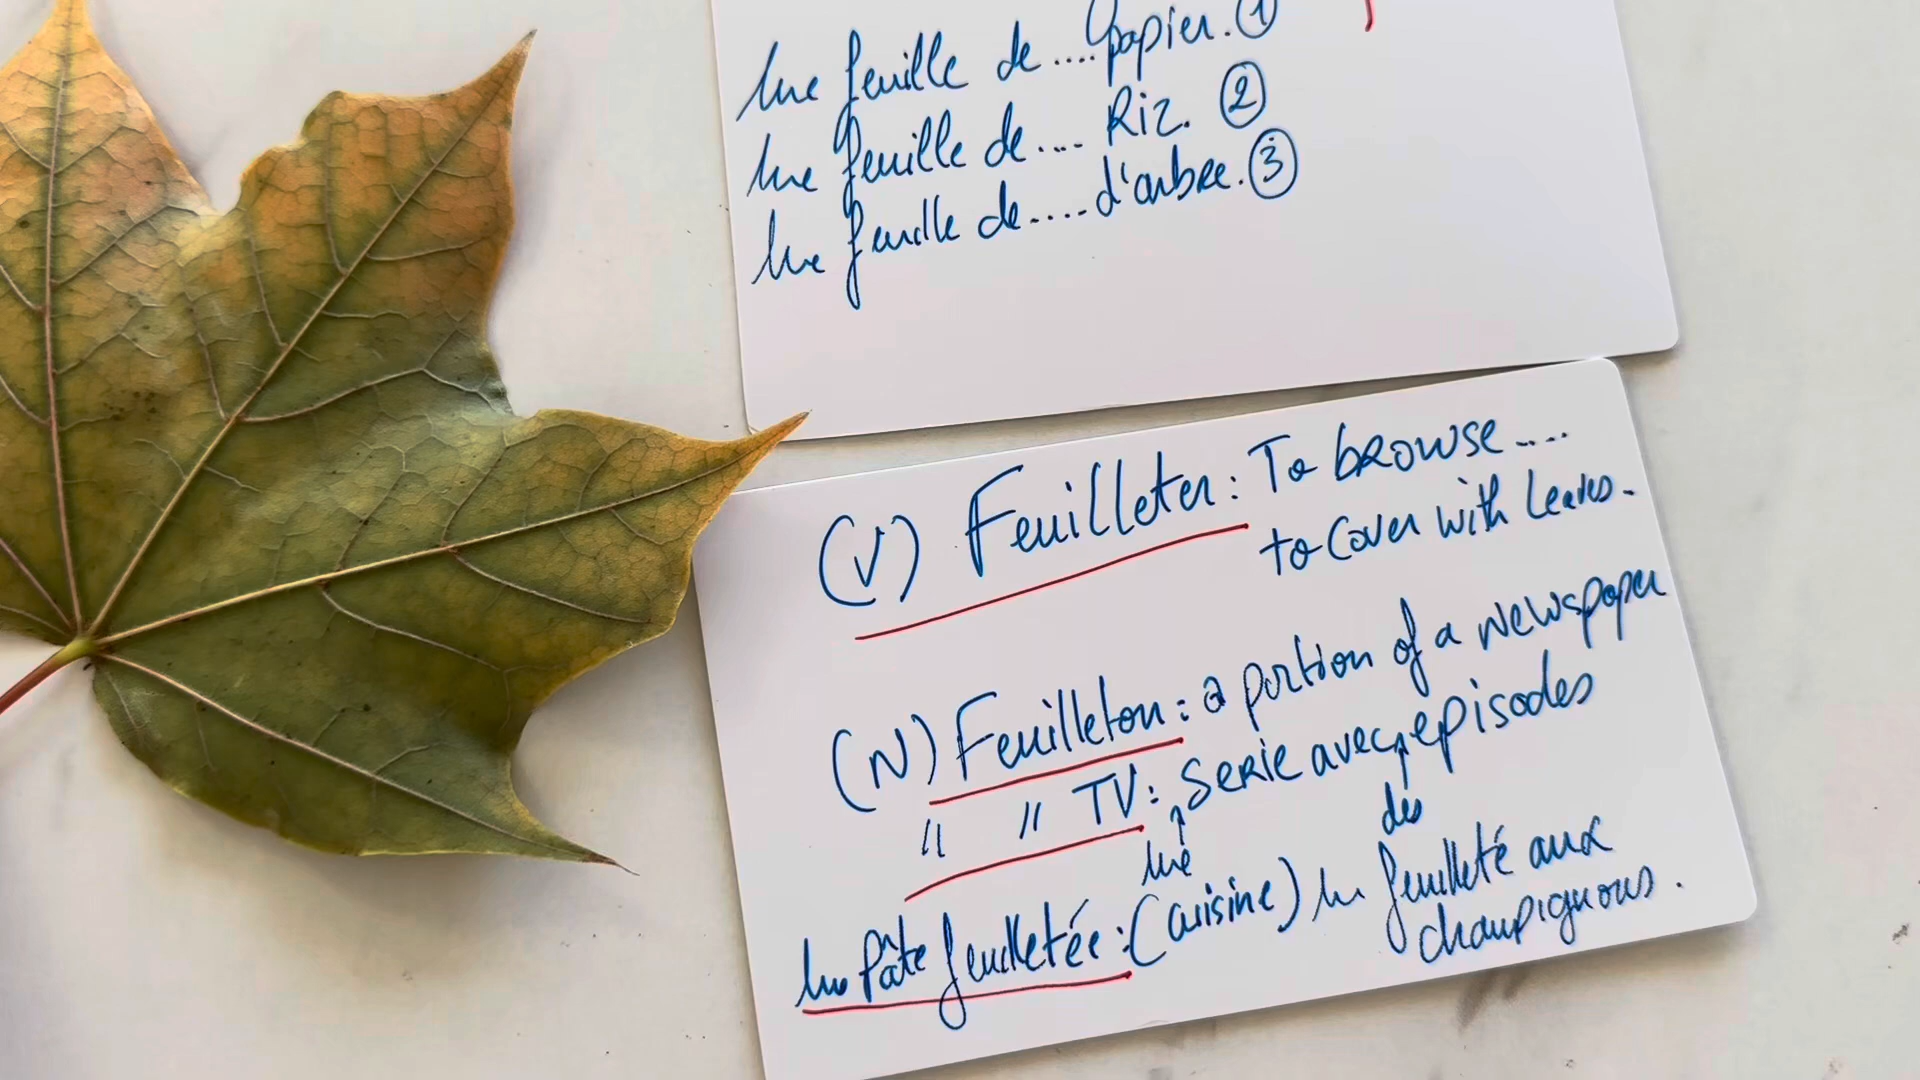 Une feuille de .... papier. ①
Une feuille de .... Riz. ②
Une feuille de .... d'arbre. ③
(V) Feuilleter : To browse ....
to cover with leaves.
(N) Feuilleton : a portion of a newspaper
" " TV : une serie avec des episodes
Une Pâte feuilletée : (cuisine) Un feuilleté aux
champignons.